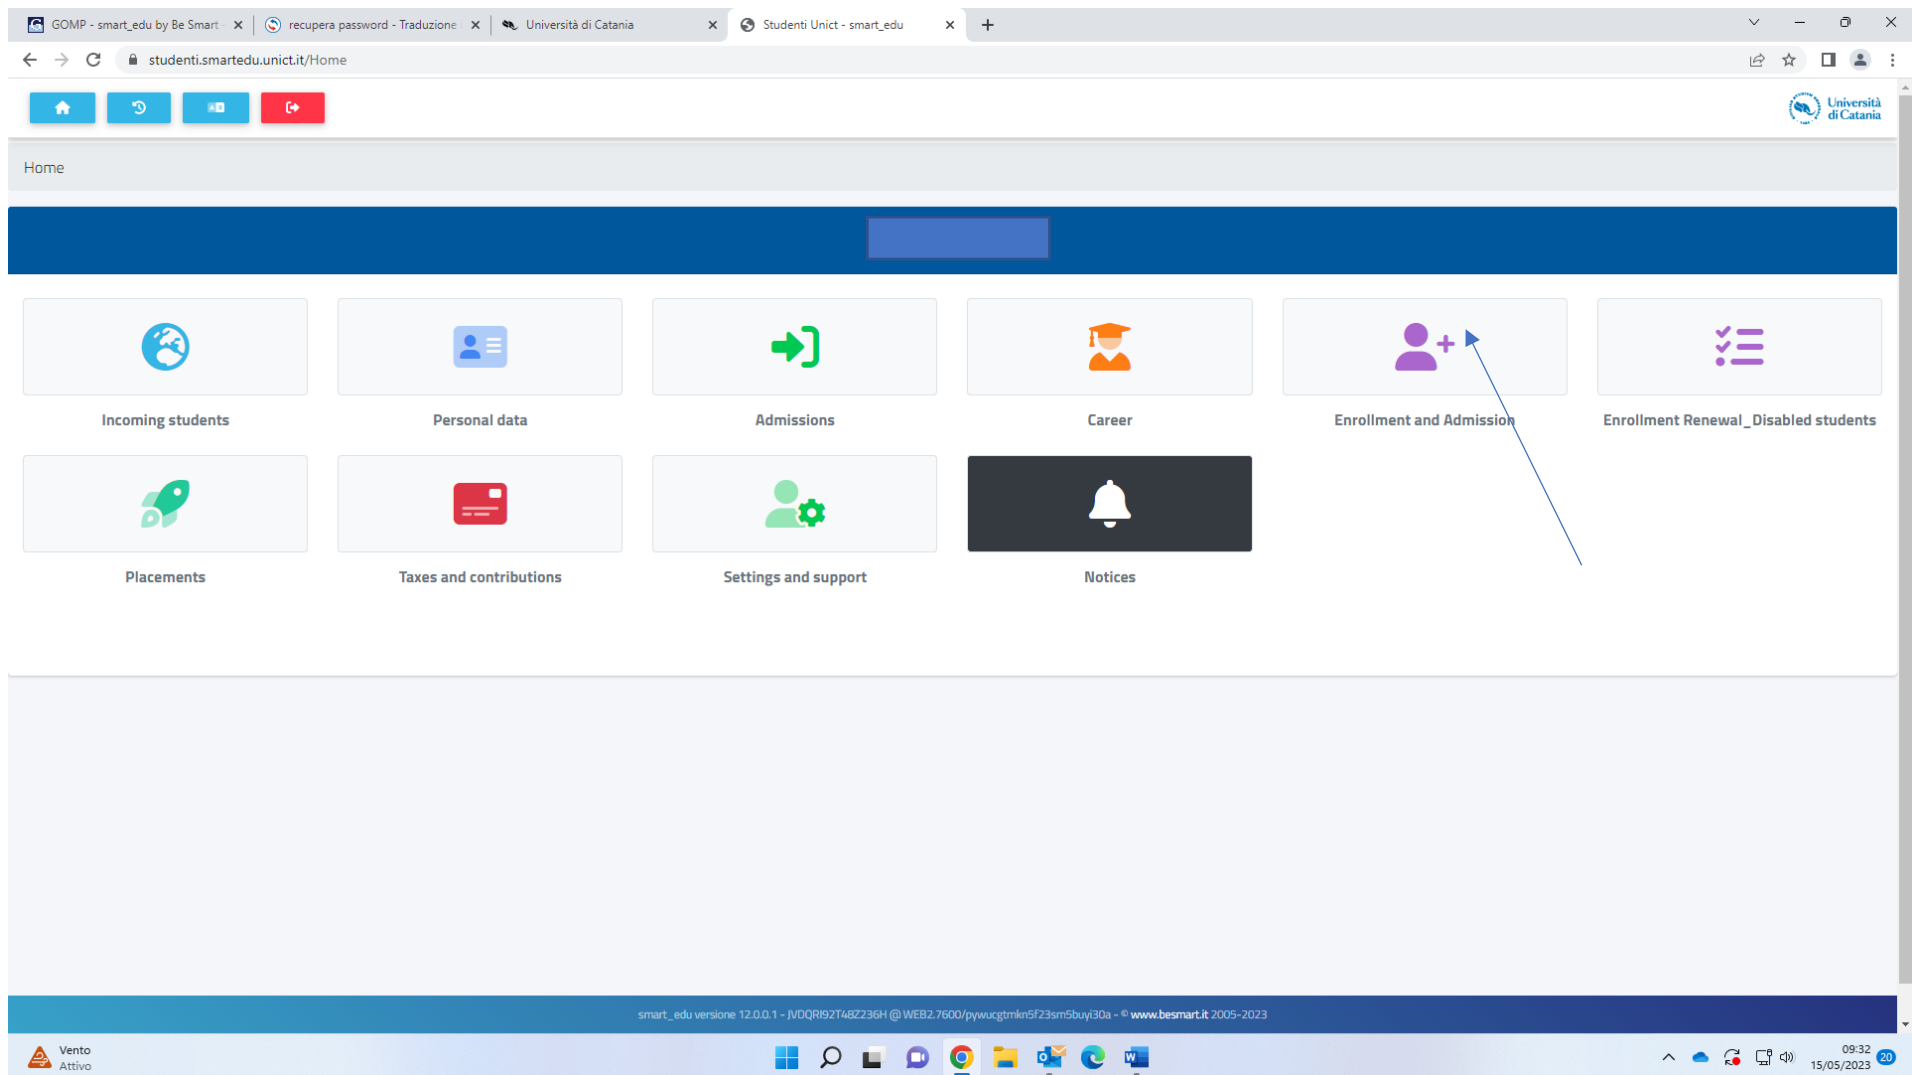 GOMP - smart_edu by Be Smart
recupera password - Traduzione
Università di Catania
Studenti Unict - smart_edu
studenti.smartedu.unict.it/Home
Università
di Catania
Home
Incoming students
Personal data
Admissions
Career
Enrollment and Admission
Enrollment Renewal_Disabled students
Placements
Taxes and contributions
Settings and support
Notices
smart_edu versione 12.0.0.1 - JVDQRI92T48Z236H @ WEB2.7600/pywucgtmkn5f23sm5buyi30a - © www.besmart.it 2005-2023
Vento
Attivo
09:32
15/05/2023
20